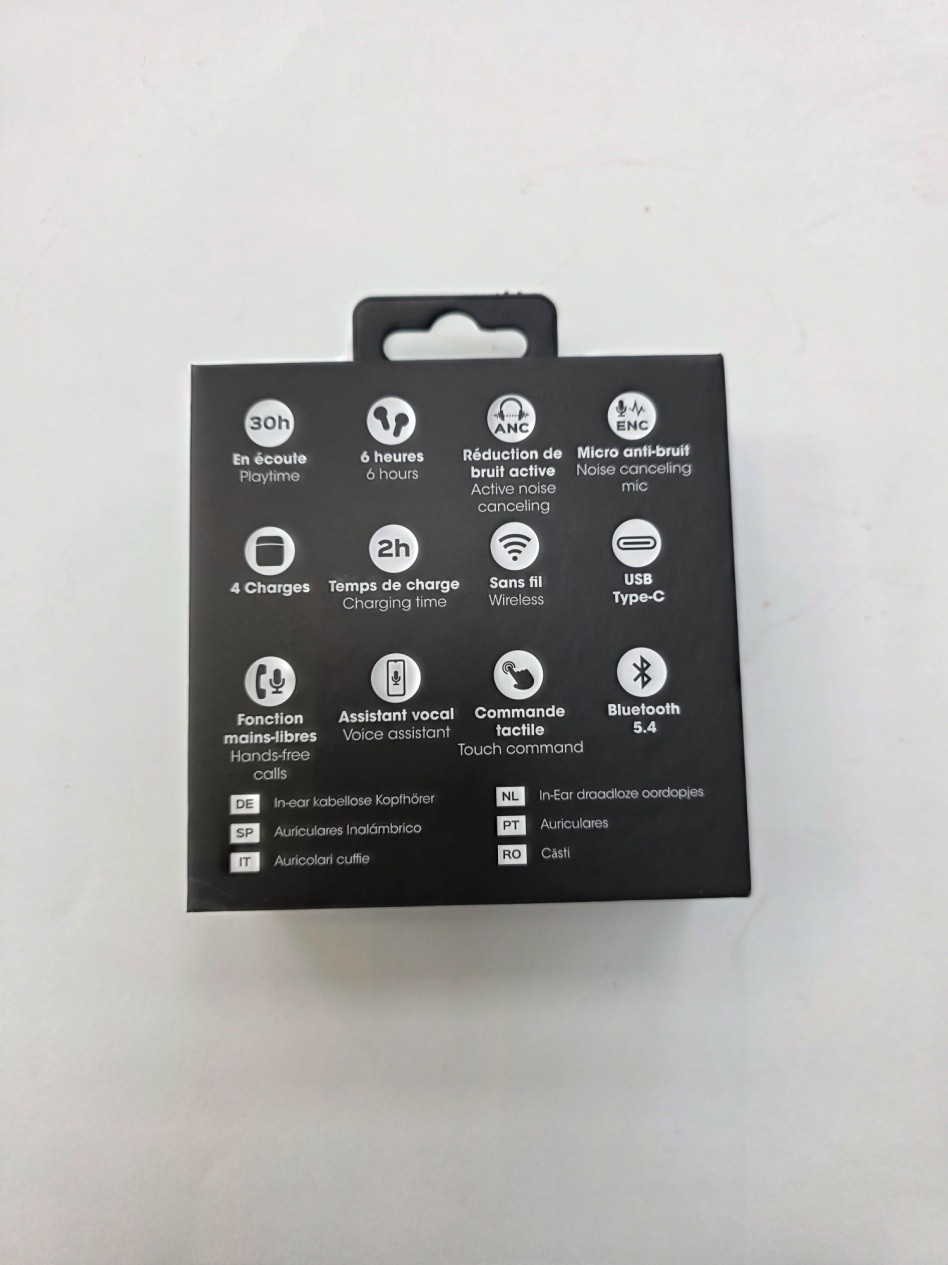 30h
En écoute
Playtime
6 heures
6 hours
ANC
Réduction de
bruit active
Active noise
canceling
ENC
Micro anti-bruit
Noise canceling
mic
4 Charges
2h
Temps de charge
Charging time
Sans fil
Wireless
USB
Type-C
Fonction
mains-libres
Hands-free
calls
Assistant vocal
Voice assistant
Commande
tactile
Touch command
Bluetooth
5.4
DE In-ear kabellose Kopfhörer
SP Auriculares Inalámbrico
IT Auricolari cuffie
NL In-Ear draadloze oordopjes
PT Auriculares
RO Căsti